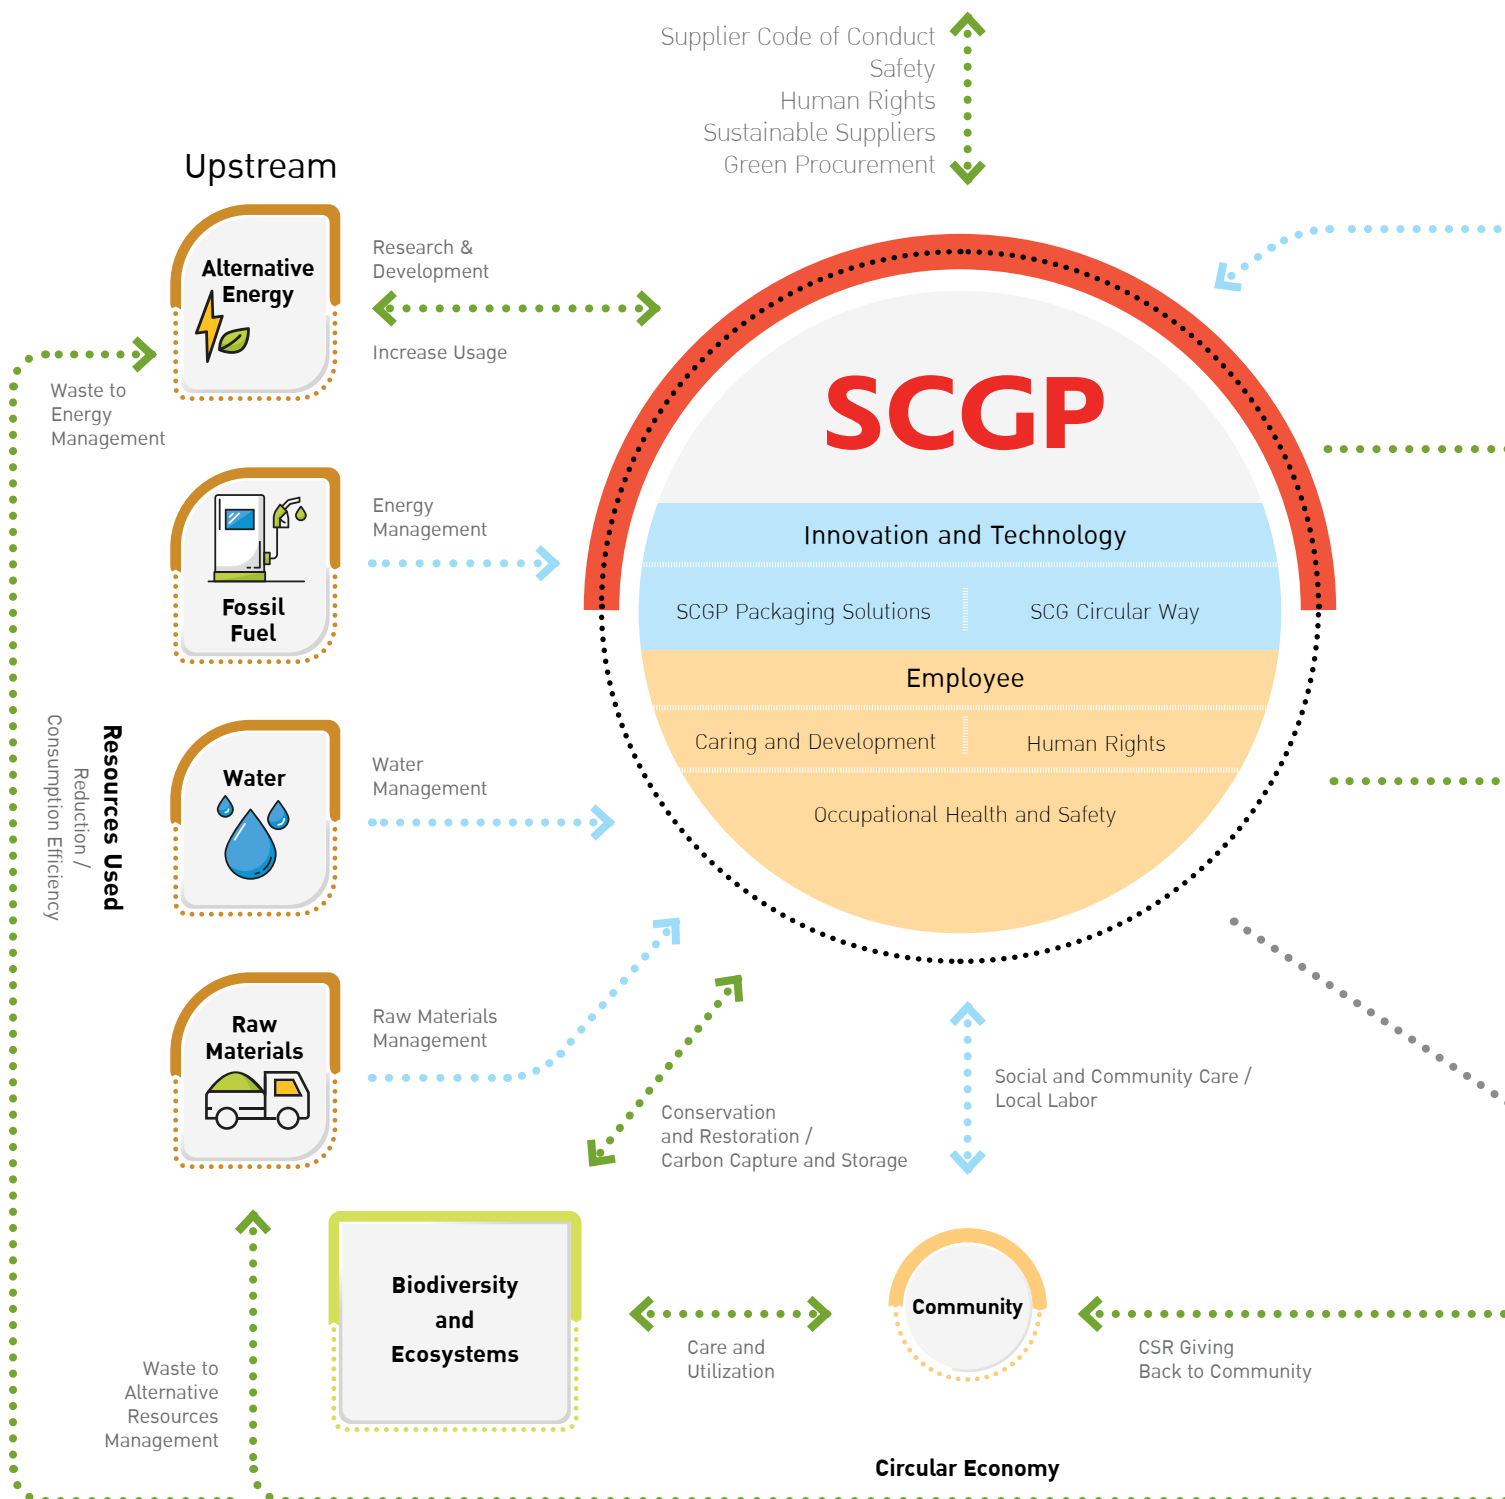 Supplier Code of Conduct
Safety
Human Rights
Sustainable Suppliers
Green Procurement
Upstream
Alternative
Energy
Research &
Development
Increase Usage
Waste to
Energy
Management
SCGP
Fossil
Fuel
Energy
Management
Innovation and Technology
SCGP Packaging Solutions
SCG Circular Way
Employee
Caring and Development
Human Rights
Occupational Health and Safety
Resources Used
Reduction /
Consumption Efficiency
Water
Water
Management
Raw
Materials
Raw Materials
Management
Conservation
and Restoration /
Carbon Capture and Storage
Social and Community Care /
Local Labor
Biodiversity
and
Ecosystems
Care and
Utilization
Community
CSR Giving
Back to Community
Waste to
Alternative
Resources
Management
Circular Economy